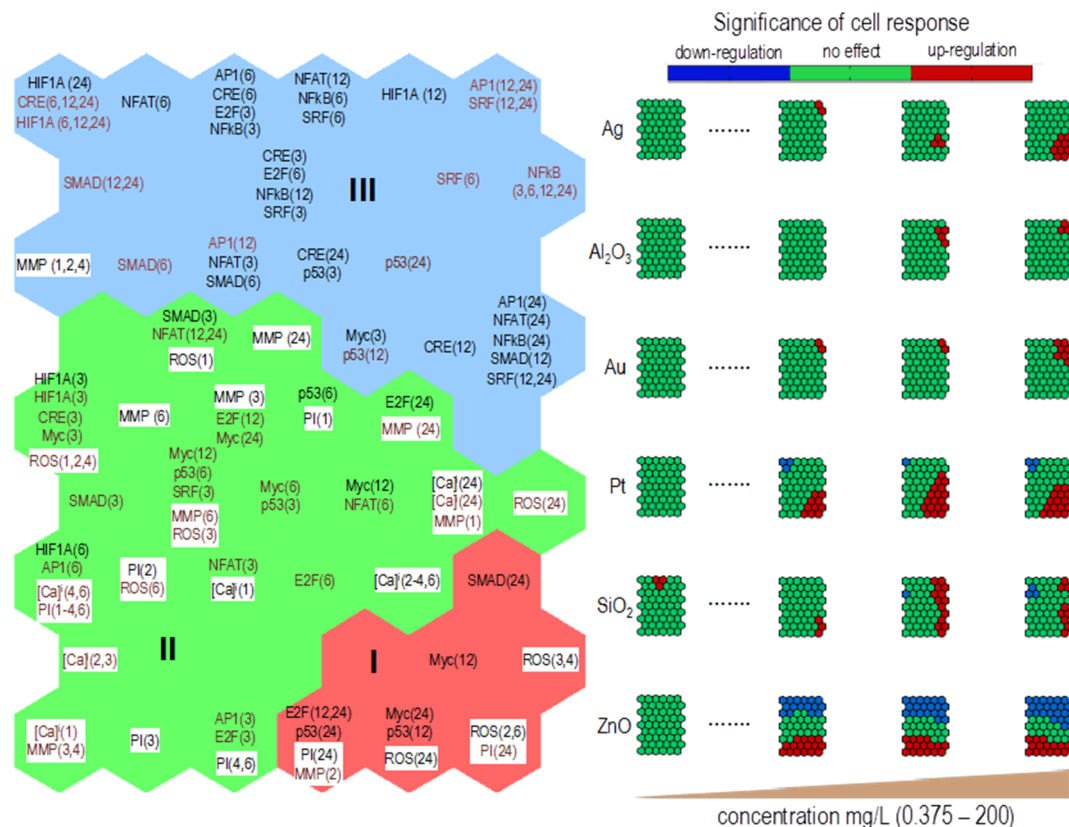 HIF1A (24)
CRE(6,12,24)
HIF1A (6,12,24)
NFAT(6)
AP1(6)
CRE(6)
E2F(3)
NFkB(3)
NFAT(12)
NFkB(6)
SRF(6)
HIF1A (12)
AP1(12,24)
SRF(12,24)
SMAD(12,24)
CRE(3)
E2F(6)
NFkB(12)
SRF(3)
III
SRF(6)
NFkB
(3,6,12,24)
MMP (1,2,4)
SMAD(6)
AP1(12)
NFAT(3)
SMAD(6)
CRE(24)
p53(3)
p53(24)
SMAD(3)
NFAT(12,24)
ROS(1)
MMP (24)
Myc(3)
p53(12)
CRE(12)
AP1(24)
NFAT(24)
NFkB(24)
SMAD(12)
SRF(12,24)
HIF1A(3)
HIF1A(3)
CRE(3)
Myc(3)
ROS(1,2,4)
MMP (6)
MMP (3)
E2F(12)
Myc(24)
p53(6)
PI(1)
E2F(24)
MMP (24)
SMAD(3)
Myc(12)
p53(6)
SRF(3)
MMP(6)
ROS(3)
Myc(6)
p53(3)
Myc(12)
NFAT(6)
[Ca]ⁱ(24)
[Ca]ⁱ(24)
MMP(1)
ROS(24)
HIF1A(6)
AP1(6)
[Ca]ⁱ(4,6)
PI(1-4,6)
PI(2)
ROS(6)
NFAT(3)
[Ca]ⁱ(1)
E2F(6)
[Ca]ⁱ(2-4,6)
SMAD(24)
[Ca]ⁱ(2,3)
II
I
Myc(12)
ROS(3,4)
[Ca]ⁱ(1)
MMP(3,4)
PI(3)
AP1(3)
E2F(3)
PI(4,6)
E2F(12,24)
p53(24)
PI(24)
MMP(2)
Myc(24)
p53(12)
ROS(24)
ROS(2,6)
PI(24)
Significance of cell response
down-regulation no effect up-regulation
Ag .......
Al₂O₃ .......
Au .......
Pt .......
SiO₂ .......
ZnO .......
concentration mg/L (0.375 – 200)